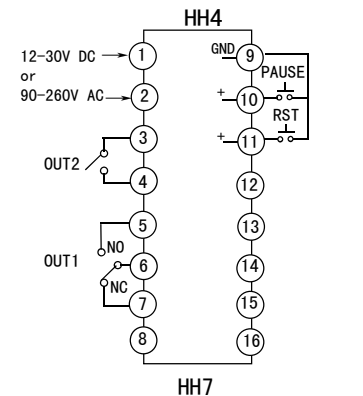 HH4
12-30V DC
or
90-260V AC
1
2
3
4
5
6
7
8
OUT2
OUT1
NO
NC
GND
9
PAUSE
+
10
RST
+
11
12
13
14
15
16
HH7